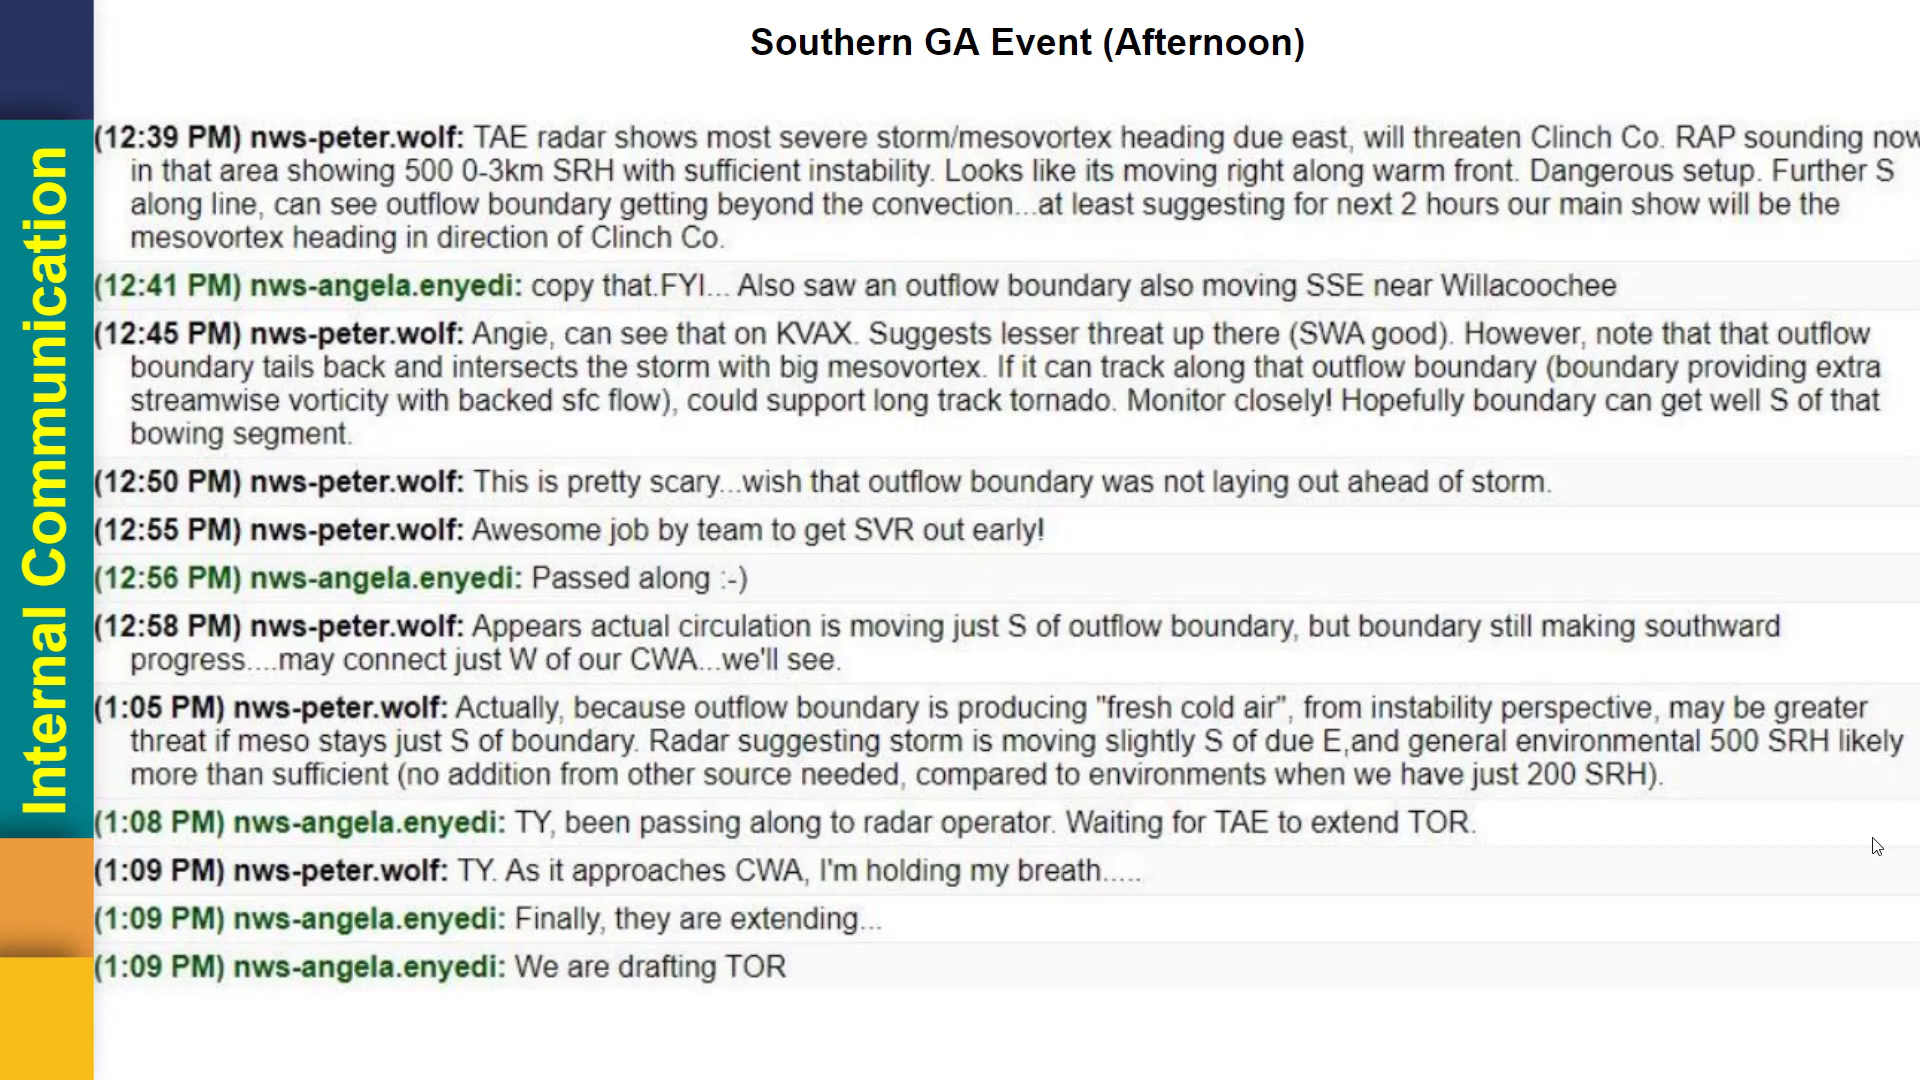 Southern GA Event (Afternoon)
Internal Communication
(12:39 PM) nws-peter.wolf: TAE radar shows most severe storm/mesovortex heading due east, will threaten Clinch Co. RAP sounding now
in that area showing 500 0-3km SRH with sufficient instability. Looks like its moving right along warm front. Dangerous setup. Further S
along line, can see outflow boundary getting beyond the convection...at least suggesting for next 2 hours our main show will be the
mesovortex heading in direction of Clinch Co.
(12:41 PM) nws-angela.enyedi: copy that.FYI... Also saw an outflow boundary also moving SSE near Willacoochee
(12:45 PM) nws-peter.wolf: Angie, can see that on KVAX. Suggests lesser threat up there (SWA good). However, note that that outflow
boundary tails back and intersects the storm with big mesovortex. If it can track along that outflow boundary (boundary providing extra
streamwise vorticity with backed sfc flow), could support long track tornado. Monitor closely! Hopefully boundary can get well S of that
bowing segment.
(12:50 PM) nws-peter.wolf: This is pretty scary...wish that outflow boundary was not laying out ahead of storm.
(12:55 PM) nws-peter.wolf: Awesome job by team to get SVR out early!
(12:56 PM) nws-angela.enyedi: Passed along :-)
(12:58 PM) nws-peter.wolf: Appears actual circulation is moving just S of outflow boundary, but boundary still making southward
progress....may connect just W of our CWA...we'll see.
(1:05 PM) nws-peter.wolf: Actually, because outflow boundary is producing "fresh cold air", from instability perspective, may be greater
threat if meso stays just S of boundary. Radar suggesting storm is moving slightly S of due E,and general environmental 500 SRH likely
more than sufficient (no addition from other source needed, compared to environments when we have just 200 SRH).
(1:08 PM) nws-angela.enyedi: TY, been passing along to radar operator. Waiting for TAE to extend TOR.
(1:09 PM) nws-peter.wolf: TY. As it approaches CWA, I'm holding my breath.....
(1:09 PM) nws-angela.enyedi: Finally, they are extending...
(1:09 PM) nws-angela.enyedi: We are drafting TOR